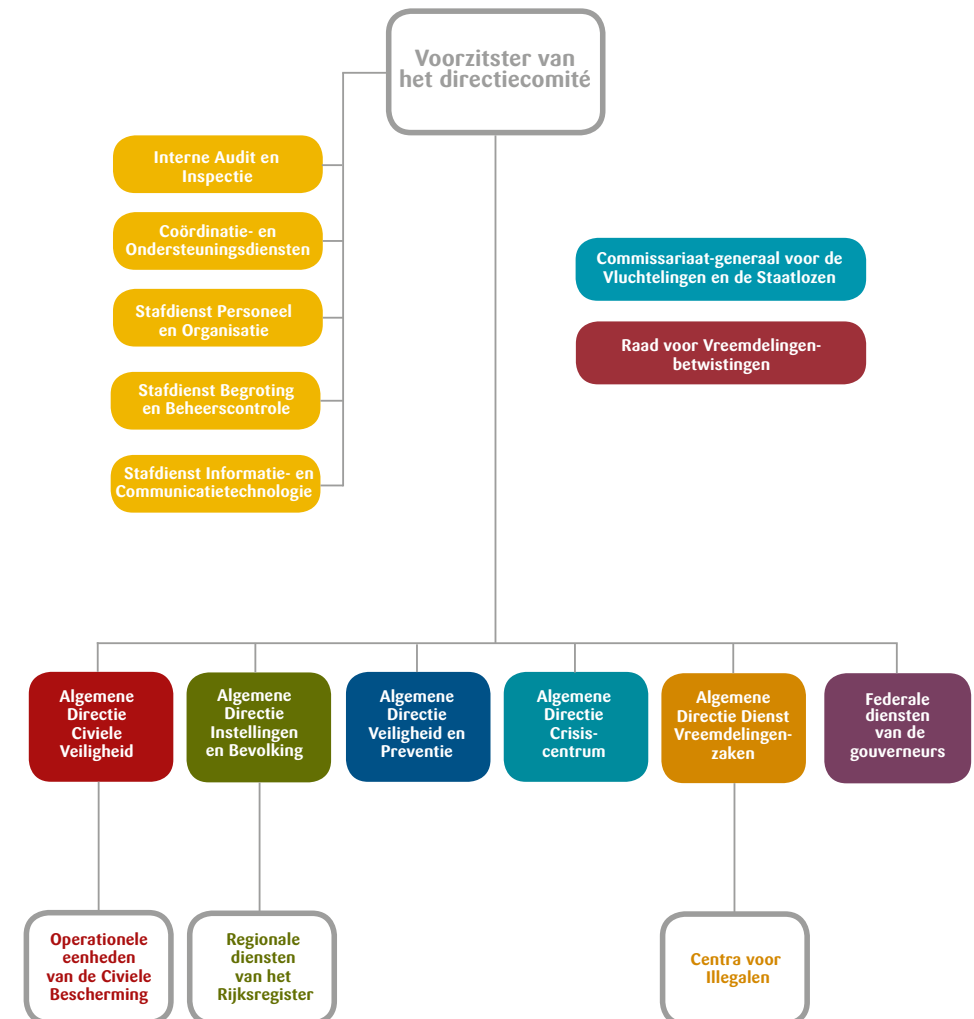 Voorzitster van
het directiecomité
Interne Audit en
Inspectie
Coördinatie- en
Ondersteuningsdiensten
Stafdienst Personeel
en Organisatie
Stafdienst Begroting
en Beheerscontrole
Stafdienst Informatie- en
Communicatietechnologie
Commissariaat-generaal voor de
Vluchtelingen en de Staatlozen
Raad voor Vreemdelingen-
betwistingen
Algemene
Directie
Civiele
Veiligheid
Algemene
Directie
Instellingen
en Bevolking
Algemene
Directie
Veiligheid en
Preventie
Algemene
Directie
Crisis-
centrum
Algemene
Directie Dienst
Vreemdelingen-
zaken
Federale
diensten
van de
gouverneurs
Operationele
eenheden
van de Civiele
Bescherming
Regionale
diensten
van het
Rijksregister
Centra voor
Illegalen